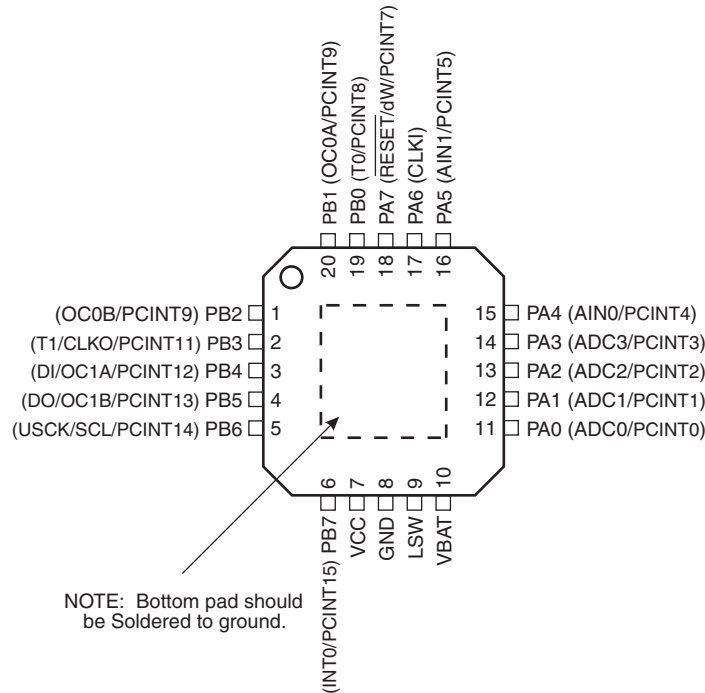 PB1 (OC0A/PCINT9)
PB0 (T0/PCINT8)
PA7 (RESET/dW/PCINT7)
PA6 (CLKI)
PA5 (AIN1/PCINT5)
20
19
18
17
16
(OC0B/PCINT9) PB2 1
(T1/CLKO/PCINT11) PB3 2
(DI/OC1A/PCINT12) PB4 3
(DO/OC1B/PCINT13) PB5 4
(USCK/SCL/PCINT14) PB6 5
15 PA4 (AIN0/PCINT4)
14 PA3 (ADC3/PCINT3)
13 PA2 (ADC2/PCINT2)
12 PA1 (ADC1/PCINT1)
11 PA0 (ADC0/PCINT0)
6
7
8
9
10
(INT0/PCINT15) PB7
VCC
GND
LSW
VBAT
NOTE: Bottom pad should
be Soldered to ground.